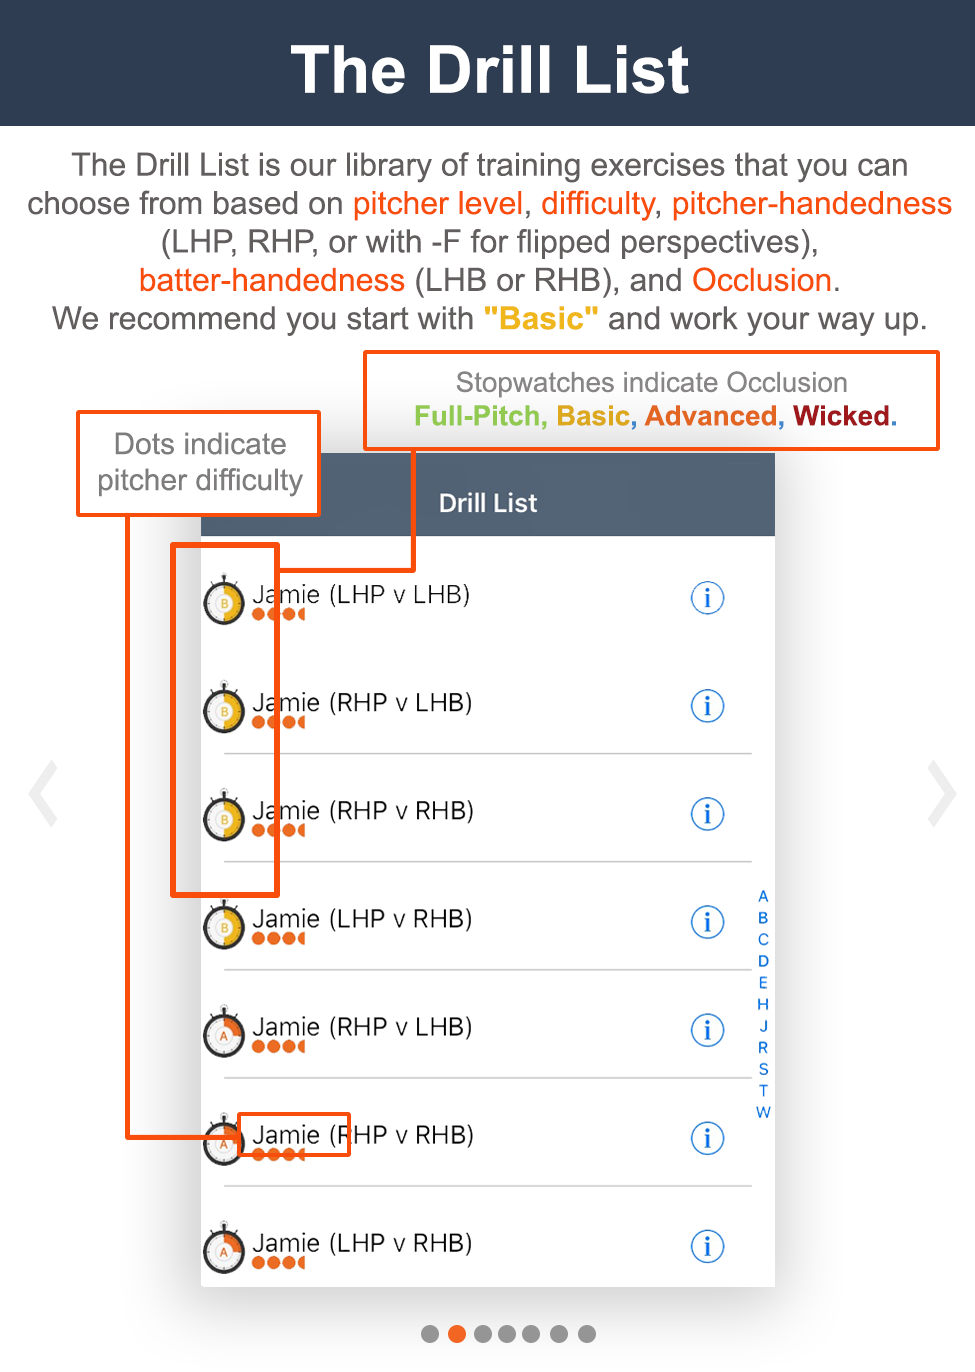 The Drill List
The Drill List is our library of training exercises that you can
choose from based on pitcher level, difficulty, pitcher-handedness
(LHP, RHP, or with -F for flipped perspectives),
batter-handedness (LHB or RHB), and Occlusion.
We recommend you start with "Basic" and work your way up.
Stopwatches indicate Occlusion
Full-Pitch, Basic, Advanced, Wicked.
Dots indicate
pitcher difficulty
Drill List
B Jamie (LHP v LHB) i
B Jamie (RHP v LHB) i
B Jamie (RHP v RHB) i
B Jamie (LHP v RHB) i
A Jamie (RHP v LHB) i
A Jamie (RHP v RHB) i
A Jamie (LHP v RHB) i
A
B
C
D
E
H
J
R
S
T
W